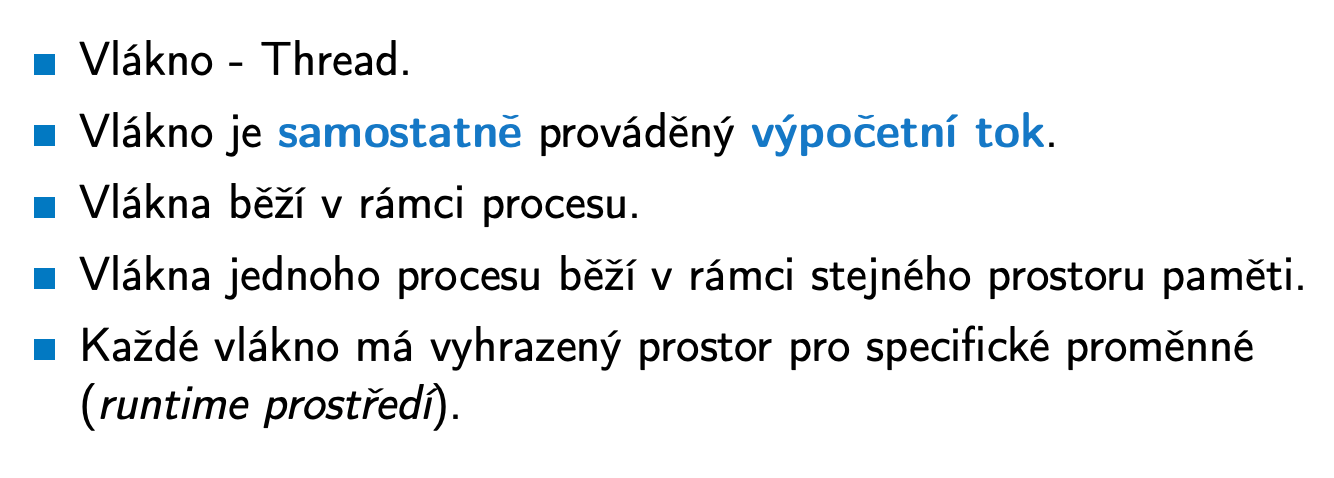 Vlákno - Thread.
Vlákno je samostatně prováděný výpočetní tok.
Vlákna běží v rámci procesu.
Vlákna jednoho procesu běží v rámci stejného prostoru paměti.
Každé vlákno má vyhrazený prostor pro specifické proměnné
(runtime prostředí).